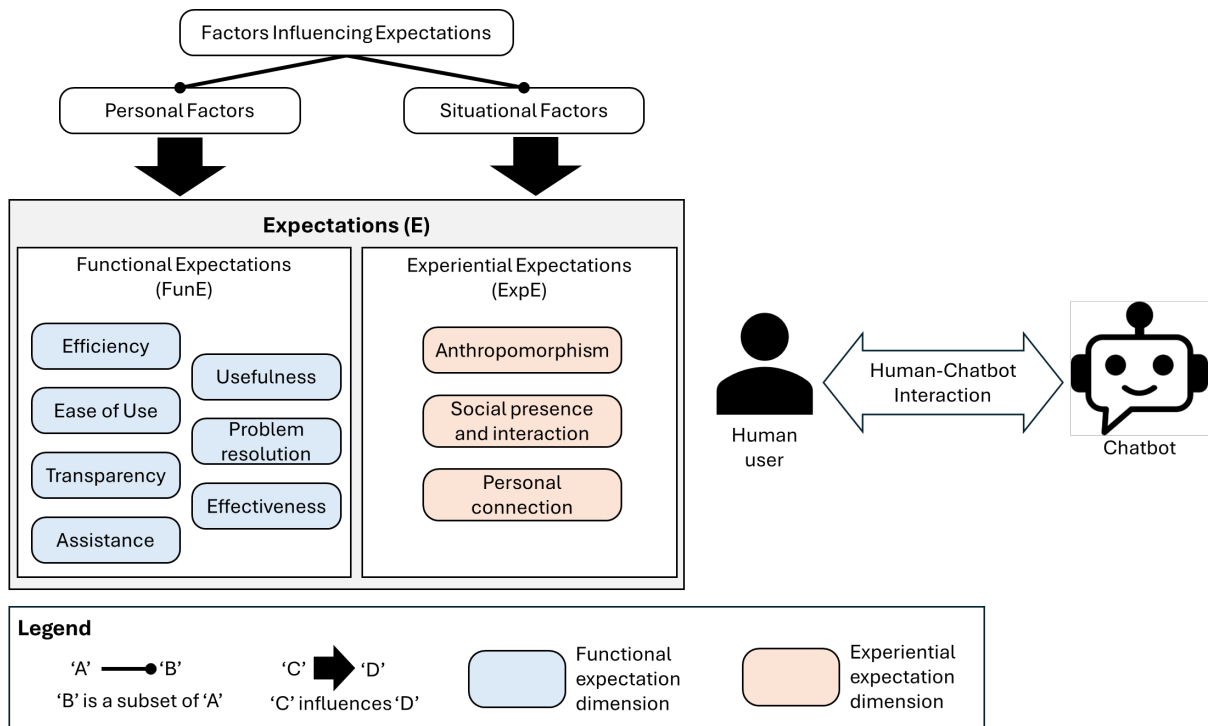 Factors Influencing Expectations
Personal Factors
Situational Factors
Expectations (E)
Functional Expectations
(FunE)
Efficiency
Ease of Use
Transparency
Assistance
Usefulness
Problem
resolution
Effectiveness
Experiential Expectations
(ExpE)
Anthropomorphism
Social presence
and interaction
Personal
connection
Human
user
Human-Chatbot
Interaction
Chatbot
Legend
‘A’ ‘B’
‘B’ is a subset of ‘A’
‘C’ ‘D’
‘C’ influences ‘D’
Functional
expectation
dimension
Experiential
expectation
dimension